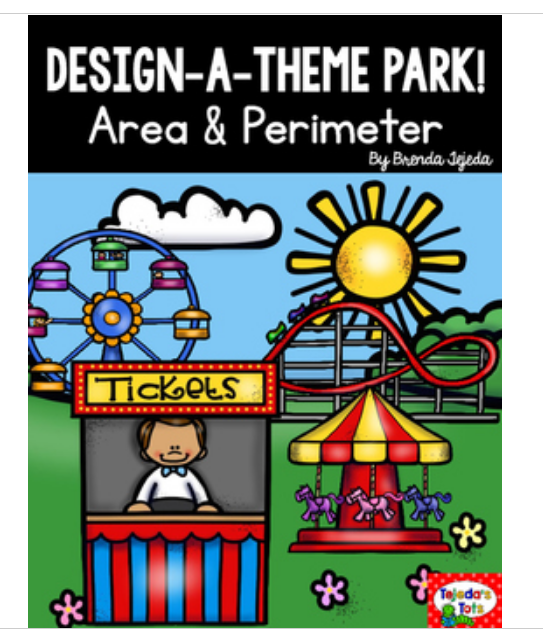 DESIGN-A-THEME PARK!
Area & Perimeter
By Brenda Tejeda
Tickets
Tejeda's
Tots